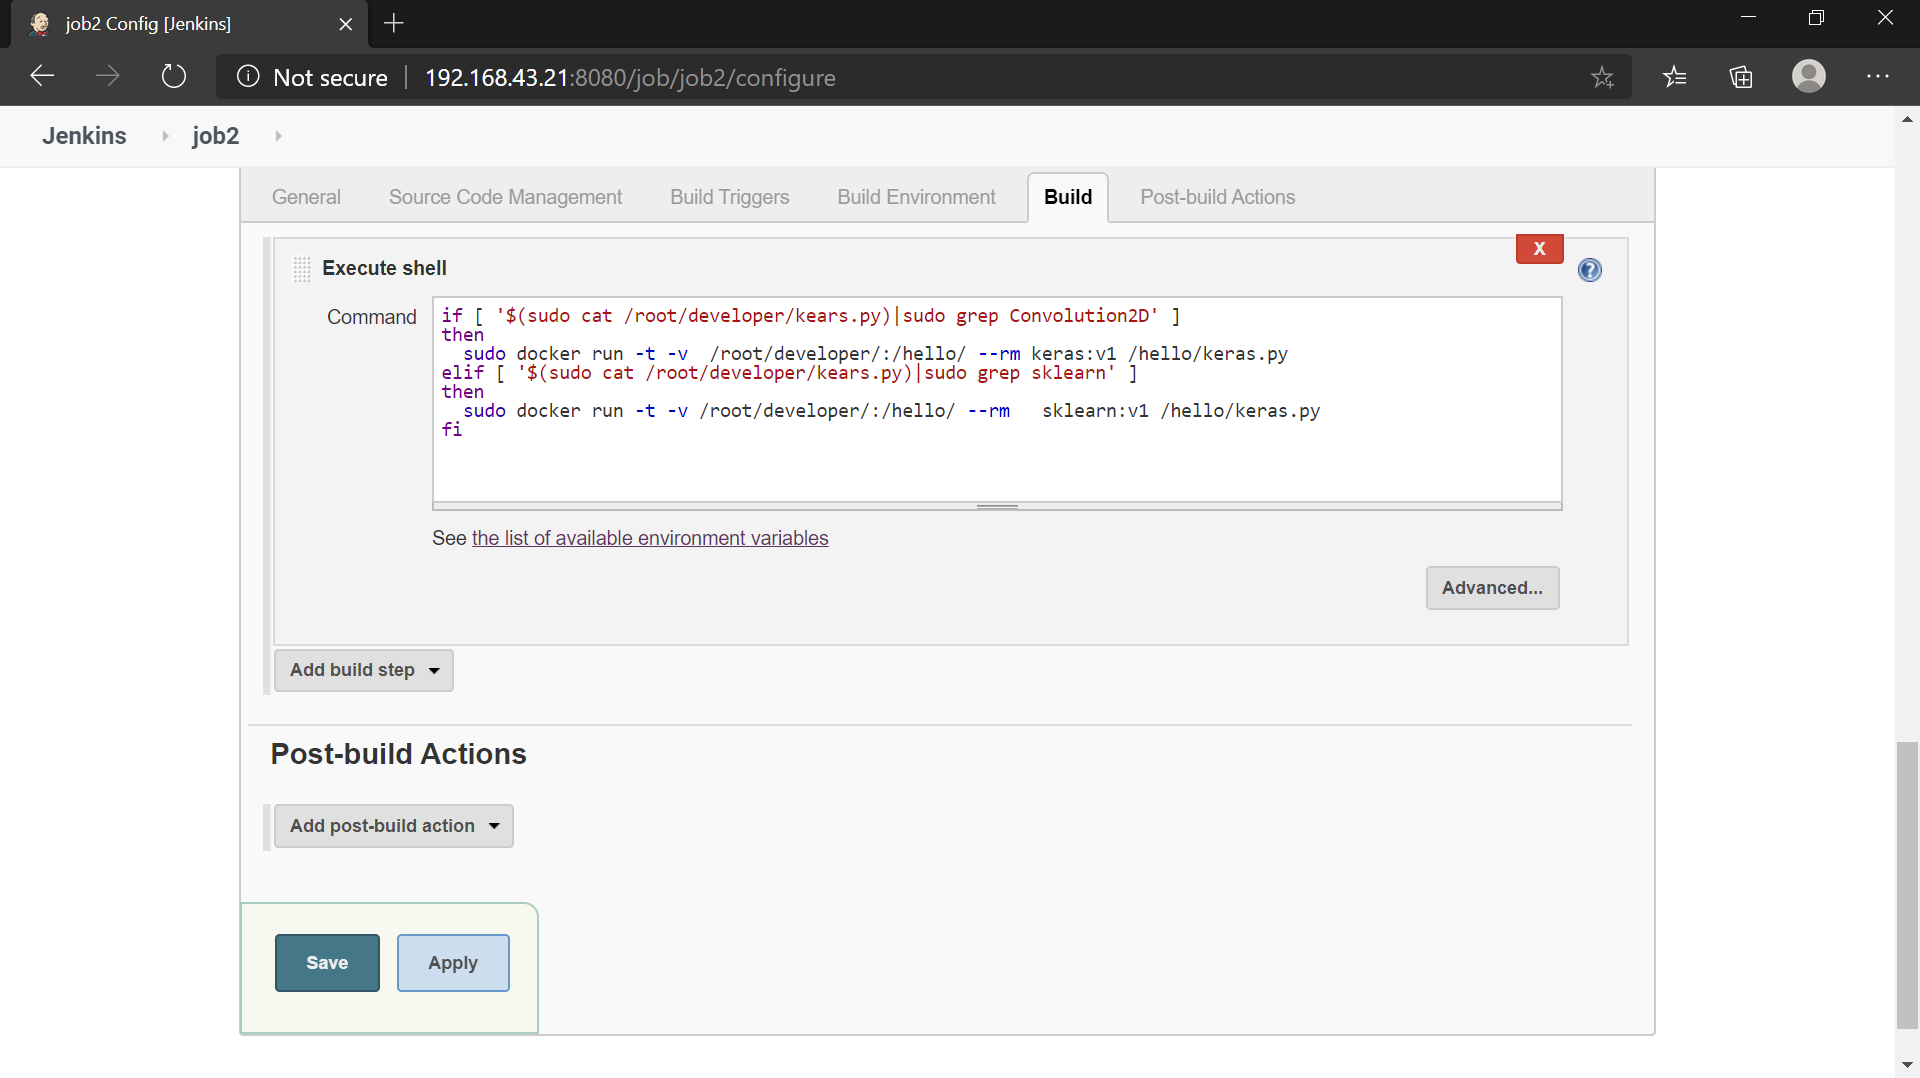 job2 Config [Jenkins]
Not secure
192.168.43.21:8080/job/job2/configure
Jenkins
job2
General
Source Code Management
Build Triggers
Build Environment
Build
Post-build Actions
Execute shell
X
?
Command
if [ '$(sudo cat /root/developer/kears.py)|sudo grep Convolution2D' ]
then
  sudo docker run -t -v  /root/developer/:/hello/ --rm keras:v1 /hello/keras.py
elif [ '$(sudo cat /root/developer/kears.py)|sudo grep sklearn' ]
then
  sudo docker run -t -v /root/developer/:/hello/ --rm   sklearn:v1 /hello/keras.py
fi
See the list of available environment variables
Advanced...
Add build step
Post-build Actions
Add post-build action
Save
Apply